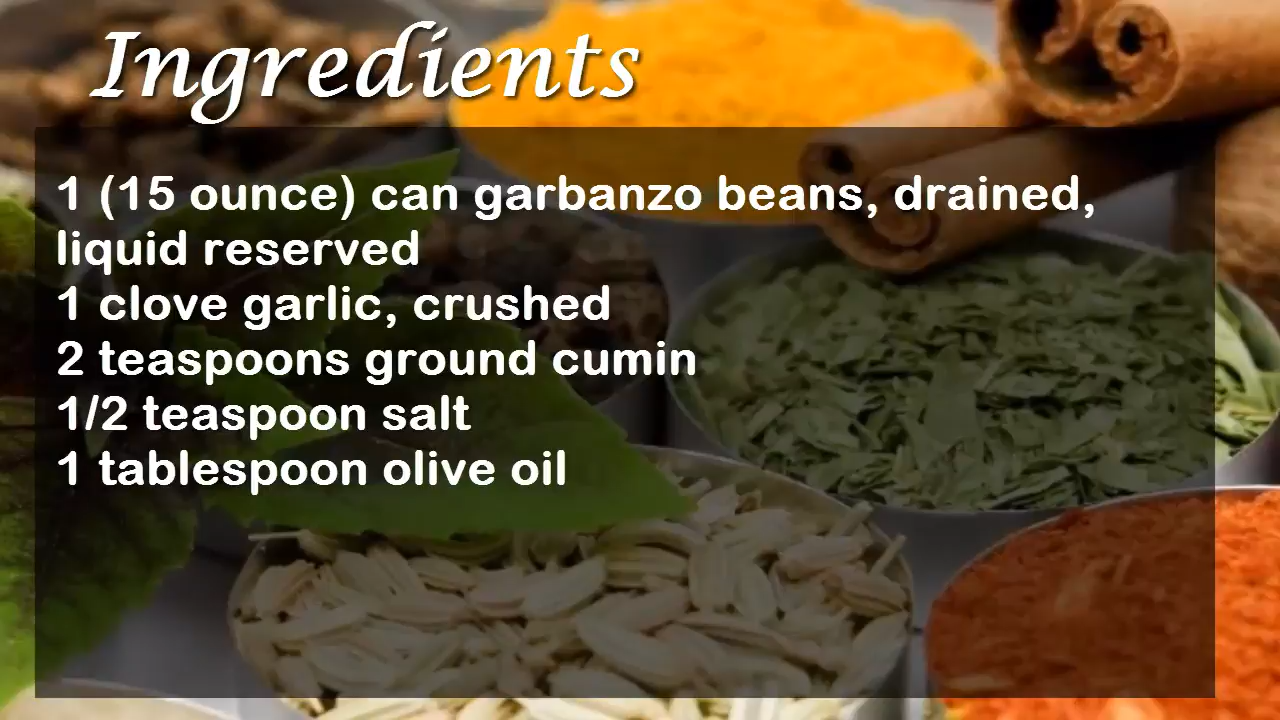 Ingredients
1 (15 ounce) can garbanzo beans, drained,
liquid reserved
1 clove garlic, crushed
2 teaspoons ground cumin
1/2 teaspoon salt
1 tablespoon olive oil